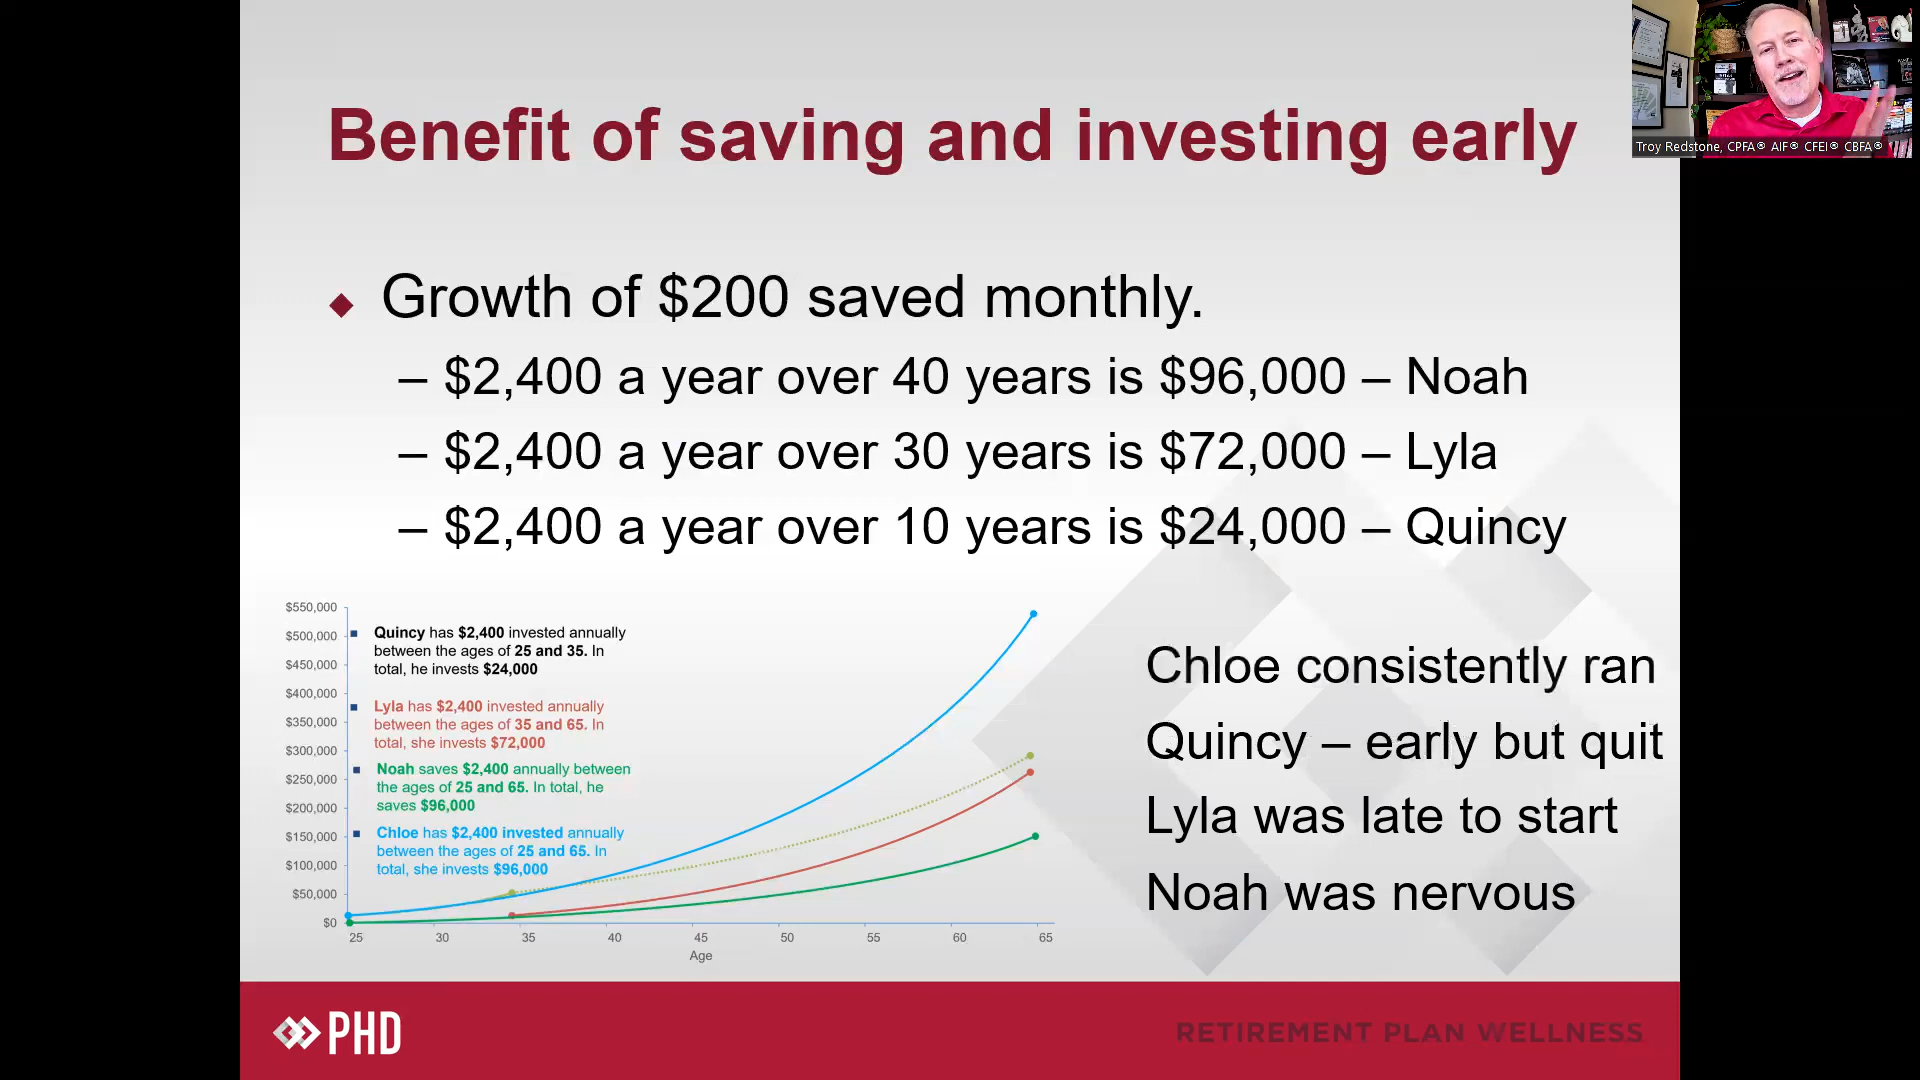 Benefit of saving and investing early
Troy Redstone, CPFA® AIF® CFEI® CBFA®
Growth of $200 saved monthly.
– $2,400 a year over 40 years is $96,000 – Noah
– $2,400 a year over 30 years is $72,000 – Lyla
– $2,400 a year over 10 years is $24,000 – Quincy
$550,000
$500,000
$450,000
$400,000
$350,000
$300,000
$250,000
$200,000
$150,000
$100,000
$50,000
$0
Quincy has $2,400 invested annually
between the ages of 25 and 35. In
total, he invests $24,000
Lyla has $2,400 invested annually
between the ages of 35 and 65. In
total, she invests $72,000
Noah saves $2,400 annually between
the ages of 25 and 65. In total, he
saves $96,000
Chloe has $2,400 invested annually
between the ages of 25 and 65. In
total, she invests $96,000
25 30 35 40 45 50 55 60 65
Age
Chloe consistently ran
Quincy – early but quit
Lyla was late to start
Noah was nervous
PHD
RETIREMENT PLAN WELLNESS